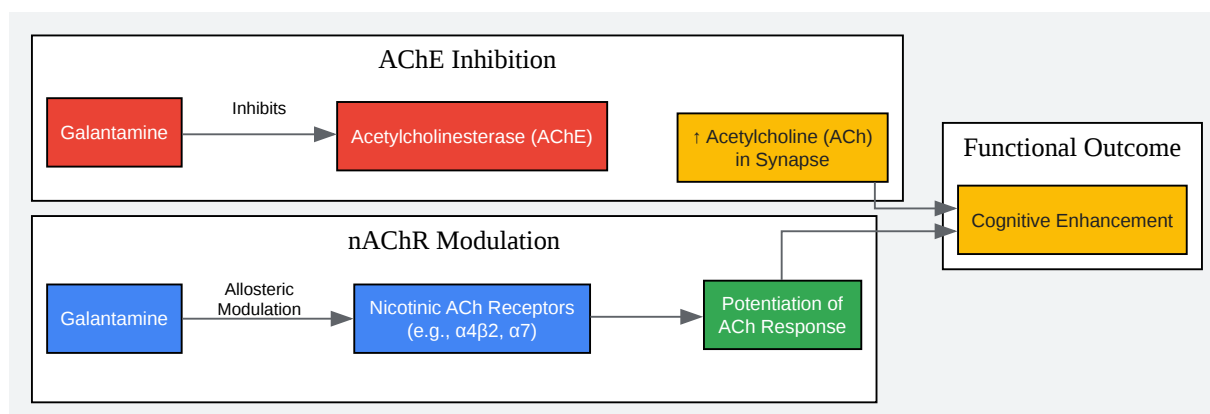 AChE Inhibition
Galantamine
Inhibits
Acetylcholinesterase (AChE)
↑ Acetylcholine (ACh)
in Synapse
Functional Outcome
Cognitive Enhancement
nAChR Modulation
Galantamine
Allosteric
Modulation
Nicotinic ACh Receptors
(e.g., α4β2, α7)
Potentiation of
ACh Response